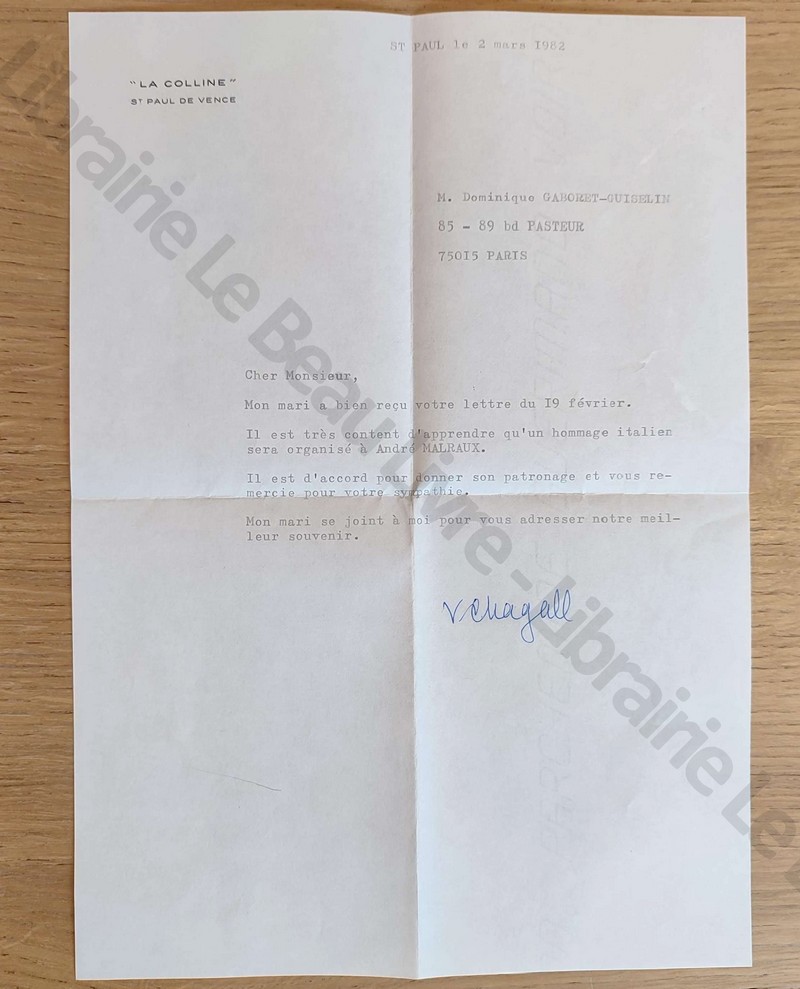 ST PAUL le 2 mars 1982
"LA COLLINE"
ST PAUL DE VENCE
M. Dominique GABORET-GUISELIN
85 - 89 bd PASTEUR
75015 PARIS
Cher Monsieur,
Mon mari a bien reçu votre lettre du I9 février.
Il est très content d'apprendre qu'un hommage italien
sera organisé à André MALRAUX.
Il est d'accord pour donner son patronage et vous re-
mercie pour votre sympathie.
Mon mari se joint à moi pour vous adresser notre meil-
leur souvenir.
VChagall
Librairie Le Beau Livre - Librairie Le